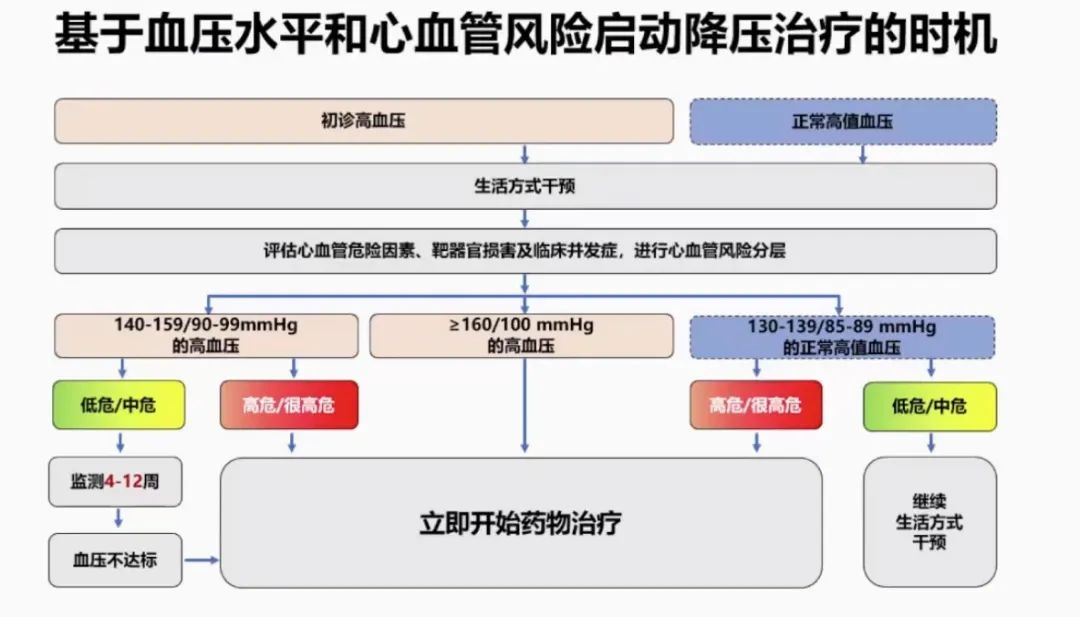 基于血压水平和心血管风险启动降压治疗的时机
初诊高血压
正常高值血压
生活方式干预
评估心血管危险因素、靶器官损害及临床并发症，进行心血管风险分层
140-159/90-99mmHg
的高血压
≥160/100 mmHg
的高血压
130-139/85-89 mmHg
的正常高值血压
低危/中危
高危/很高危
高危/很高危
低危/中危
监测4-12周
血压不达标
立即开始药物治疗
继续
生活方式
干预